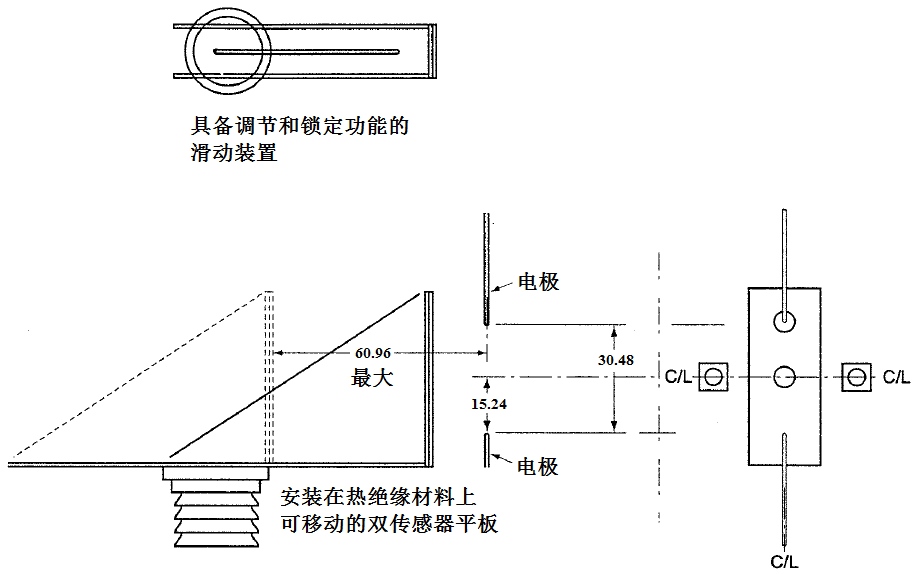 具备调节和锁定功能的
滑动装置
电极
60.96
最大
30.48
C/L
C/L
15.24
电极
安装在热绝缘材料上
可移动的双传感器平板
C/L